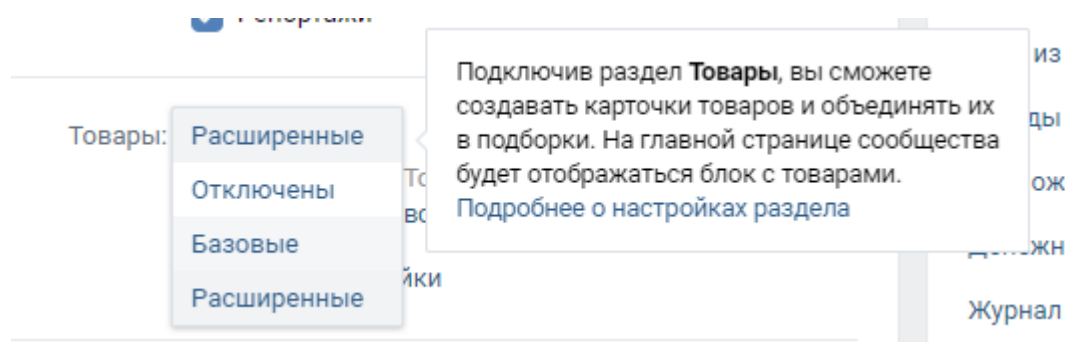 Репортажи
Товары:
Расширенные
Отключены
Базовые
Расширенные
Подключив раздел Товары, вы сможете
создавать карточки товаров и объединять их
в подборки. На главной странице сообщества
будет отображаться блок с товарами.
Подробнее о настройках раздела
из
Журнал